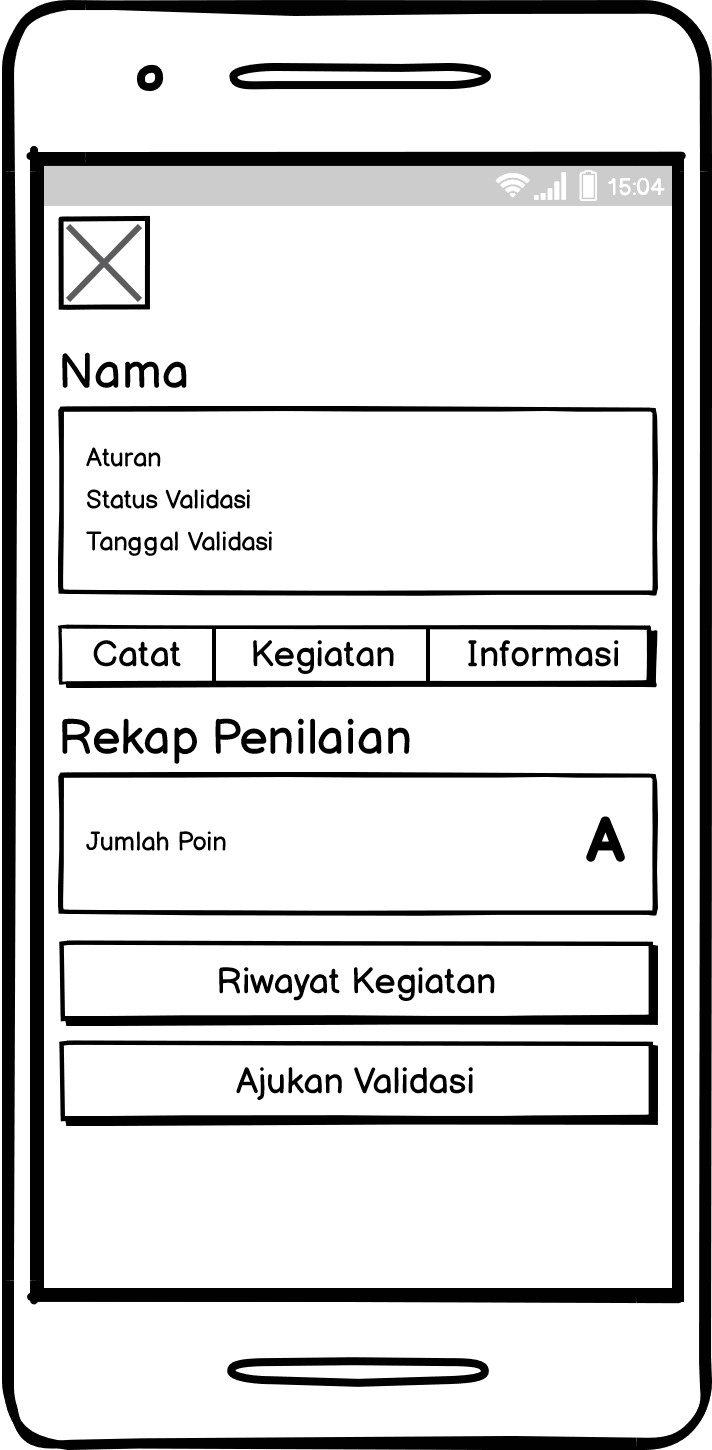 15:04
Nama
Aturan
Status Validasi
Tanggal Validasi
Catat Kegiatan Informasi
Rekap Penilaian
Jumlah Poin A
Riwayat Kegiatan
Ajukan Validasi